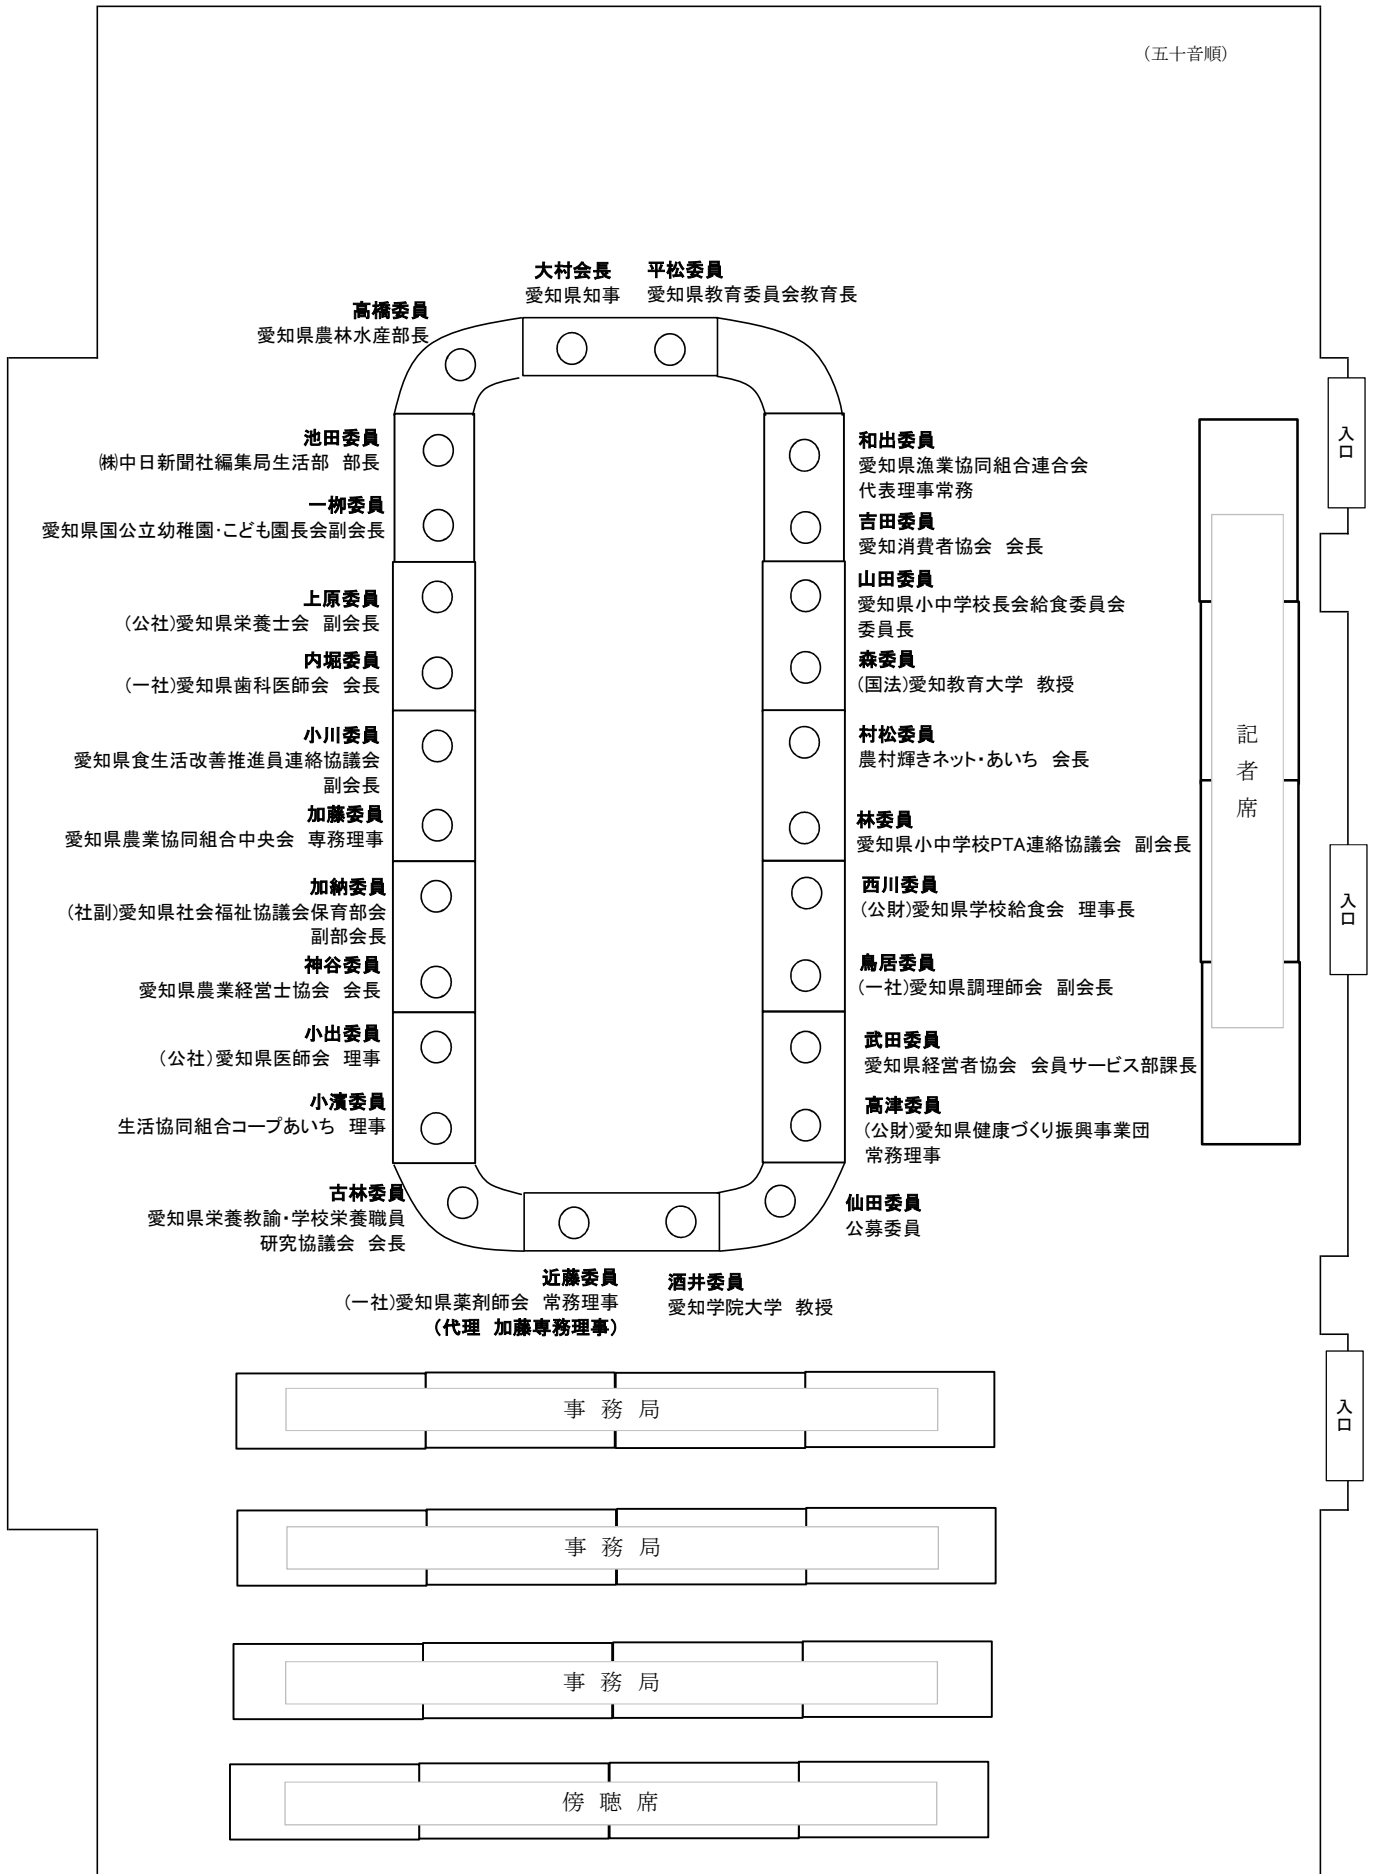 (五十音順)
大村会長
愛知県知事
平松委員
愛知県教育委員会教育長
高橋委員
愛知県農林水産部長
池田委員
㈱中日新聞社編集局生活部 部長
一栁委員
愛知県国公立幼稚園・こども園長会副会長
上原委員
(公社)愛知県栄養士会 副会長
内堀委員
(一社)愛知県歯科医師会 会長
小川委員
愛知県食生活改善推進員連絡協議会
副会長
加藤委員
愛知県農業協同組合中央会 専務理事
加納委員
(社副)愛知県社会福祉協議会保育部会
副部会長
神谷委員
愛知県農業経営士協会 会長
小出委員
(公社)愛知県医師会 理事
小濱委員
生活協同組合コープあいち 理事
古林委員
愛知県栄養教諭・学校栄養職員
研究協議会 会長
近藤委員
(一社)愛知県薬剤師会 常務理事
(代理 加藤専務理事)
酒井委員
愛知学院大学 教授
和出委員
愛知県漁業協同組合連合会
代表理事常務
吉田委員
愛知消費者協会 会長
山田委員
愛知県小中学校長会給食委員会
委員長
森委員
(国法)愛知教育大学 教授
村松委員
農村輝きネット・あいち 会長
林委員
愛知県小中学校PTA連絡協議会 副会長
西川委員
(公財)愛知県学校給食会 理事長
鳥居委員
(一社)愛知県調理師会 副会長
武田委員
愛知県経営者協会 会員サービス部課長
高津委員
(公財)愛知県健康づくり振興事業団
常務理事
仙田委員
公募委員
記者席
入口
入口
入口
事務局
事務局
事務局
傍聴席